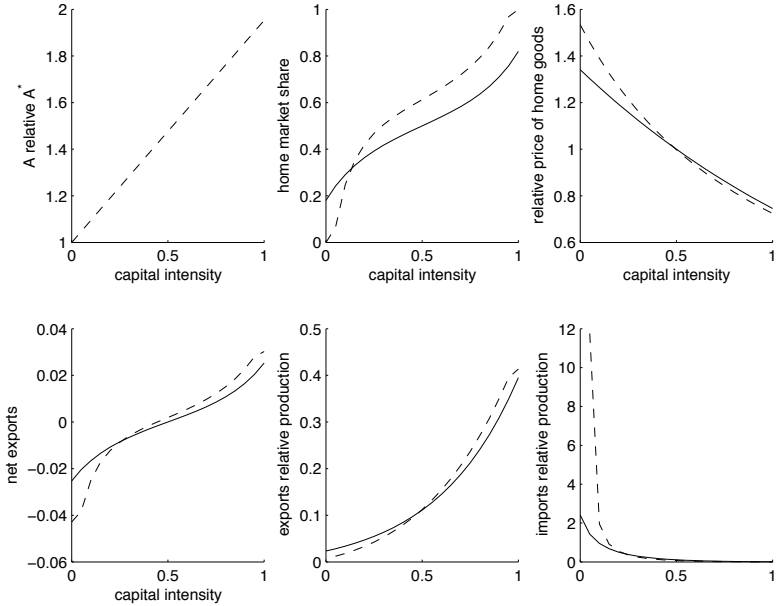 2
1.8
1.6
1.4
1.2
1
0 0.5 1
A relative A*
capital intensity
1
0.8
0.6
0.4
0.2
0
0 0.5 1
home market share
capital intensity
1.6
1.4
1.2
1
0.8
0.6
0 0.5 1
relative price of home goods
capital intensity
0.04
0.02
0
−0.02
−0.04
−0.06
0 0.5 1
net exports
capital intensity
0.5
0.4
0.3
0.2
0.1
0
0 0.5 1
exports relative production
12
10
8
6
4
2
0
0 0.5 1
imports relative production